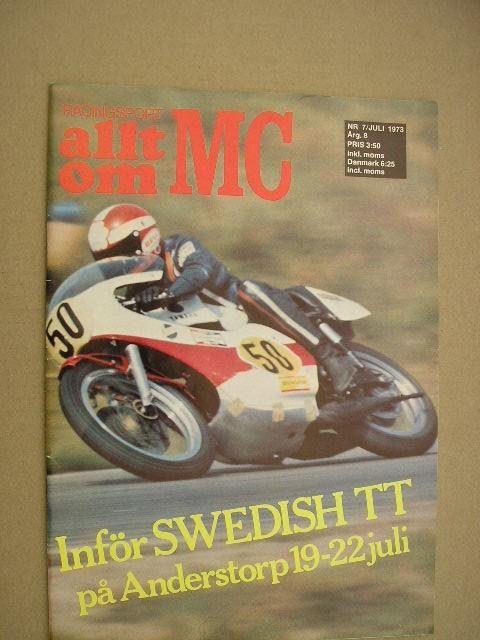 RACINGSPORT
allt
om MC
NR 7/JULI 1973
Årg. 8
PRIS 3:50
inkl. moms
Danmark 6:25
incl. moms
50
YAMAHA
50
Inför SWEDISH TT
på Anderstorp 19-22 juli